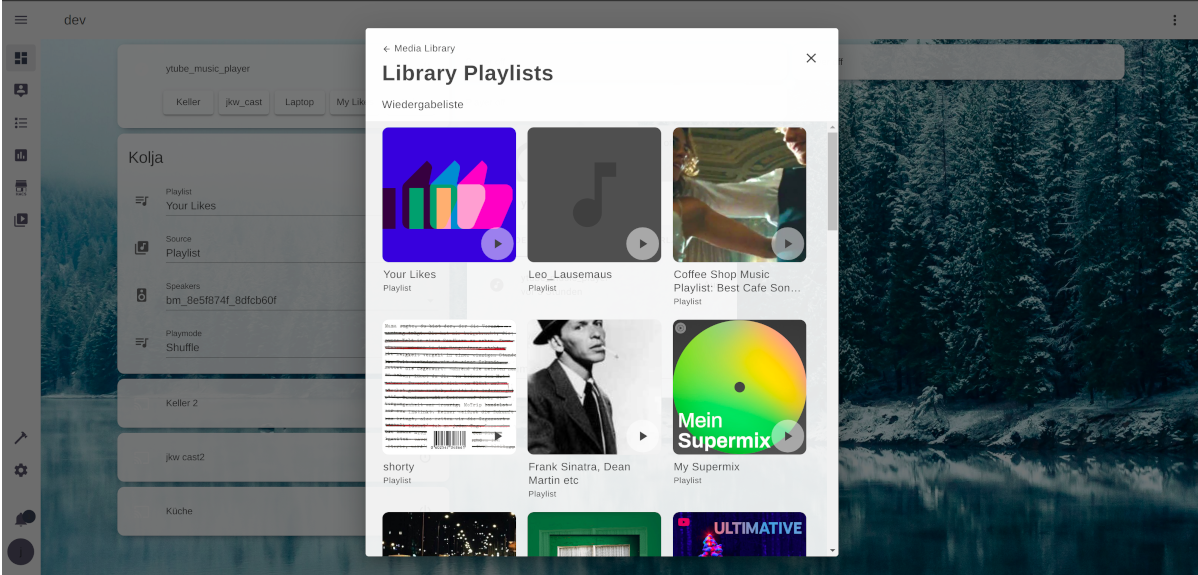 dev
ytube_music_player
Keller
jkw_cast
Laptop
My Lik
Kolja
Playlist
Your Likes
Source
Playlist
Speakers
bm_8e5f874f_8dfcb60f
Playmode
Shuffle
Keller 2
jkw cast2
Küche
Media Library
Library Playlists
Wiedergabeliste
Your Likes
Playlist
Leo_Lausemaus
Playlist
Coffee Shop Music
Playlist: Best Cafe Son...
Playlist
shorty
Playlist
Frank Sinatra, Dean
Martin etc
Playlist
Mein
Supermix
My Supermix
Playlist
ULTIMATIVE